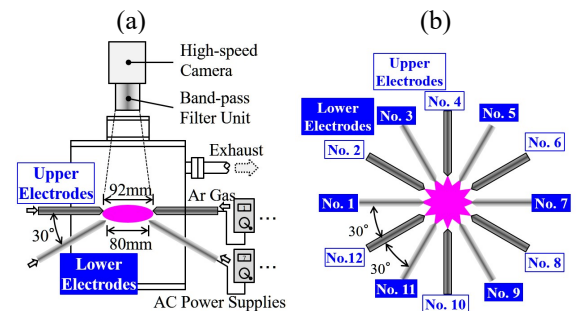 (a)
High-speed
Camera
Band-pass
Filter Unit
Exhaust
Upper
Electrodes
92mm
Ar Gas
30°
80mm
Lower
Electrodes
AC Power Supplies
...
...
(b)
Upper
Electrodes
Lower
Electrodes
No. 4
No. 3
No. 5
No. 2
No. 6
No. 1
No. 7
30°
No.12
No. 8
30°
No. 11
No. 9
No. 10